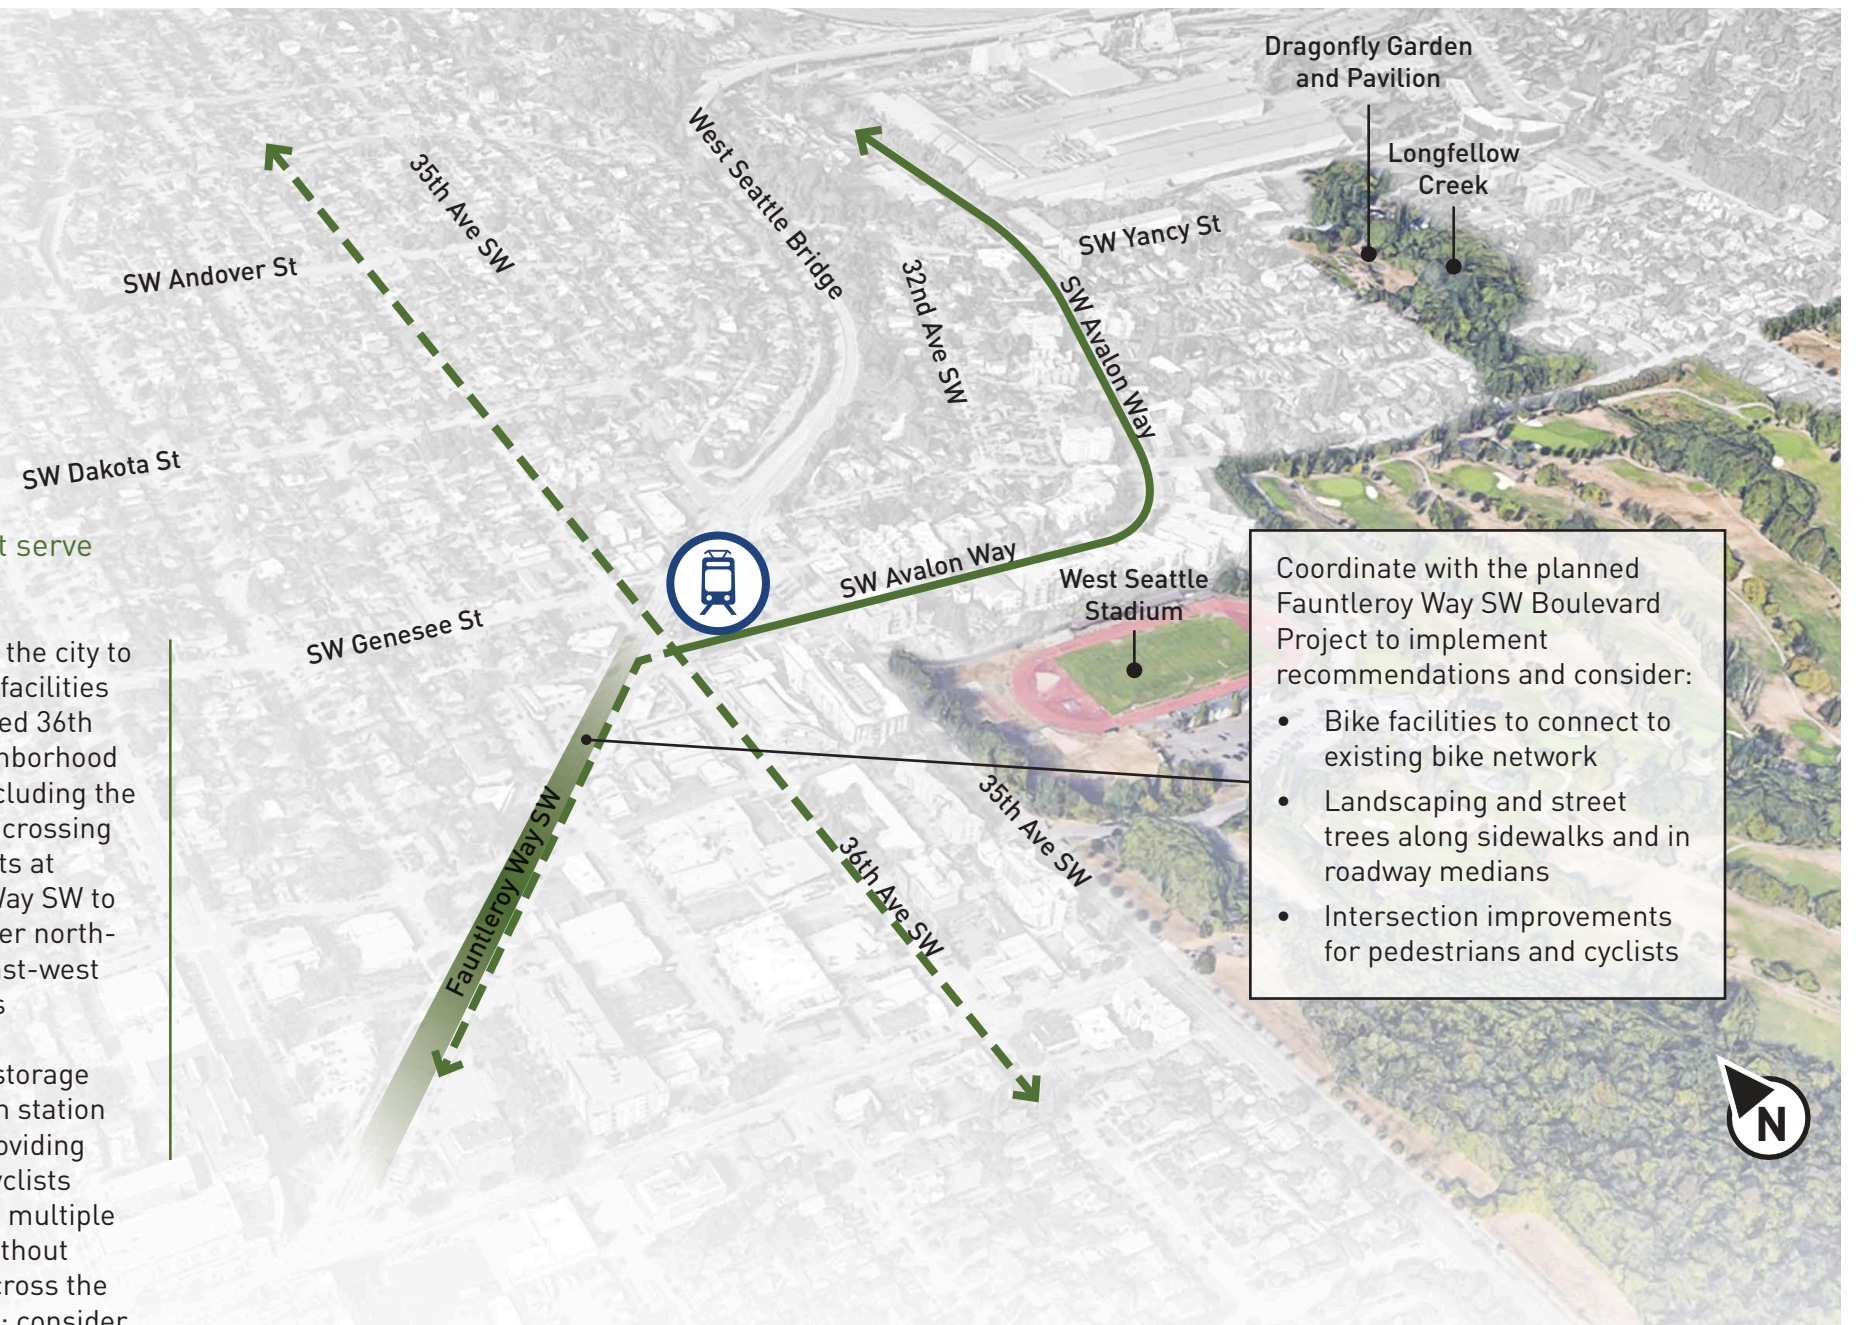 Dragonfly Garden
and Pavilion
Longfellow
Creek
West Seattle Bridge
35th Ave SW
SW Yancy St
SW Andover St
32nd Ave SW
SW Avalon Way
SW Dakota St
t serve
SW Avalon Way
West Seattle
Stadium
SW Genesee St
the city to
facilities
ed 36th
hborhood
cluding the
crossing
ts at
Way SW to
er north-
ast-west
s
storage
n station
oviding
yclists
multiple
ithout
cross the
; consider
Coordinate with the planned
Fauntleroy Way SW Boulevard
Project to implement
recommendations and consider:
• Bike facilities to connect to
existing bike network
• Landscaping and street
trees along sidewalks and in
roadway medians
• Intersection improvements
for pedestrians and cyclists
35th Ave SW
36th Ave SW
Fauntleroy Way SW
N